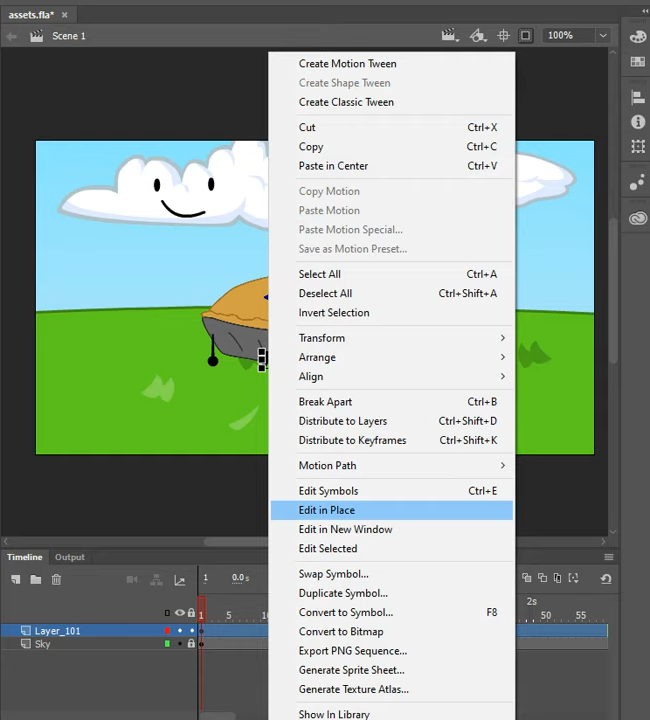 assets.fla* ×
Scene 1
100%
Create Motion Tween
Create Shape Tween
Create Classic Tween
Cut Ctrl+X
Copy Ctrl+C
Paste in Center Ctrl+V
Copy Motion
Paste Motion
Paste Motion Special...
Save as Motion Preset...
Select All Ctrl+A
Deselect All Ctrl+Shift+A
Invert Selection
Transform
Arrange
Align
Break Apart Ctrl+B
Distribute to Layers Ctrl+Shift+D
Distribute to Keyframes Ctrl+Shift+K
Motion Path
Edit Symbols Ctrl+E
Edit in Place
Edit in New Window
Edit Selected
Swap Symbol...
Duplicate Symbol...
Convert to Symbol... F8
Convert to Bitmap
Export PNG Sequence...
Generate Sprite Sheet...
Generate Texture Atlas...
Show In Library
Timeline Output
1 0.0s
2s
1 5 10 50 55
Layer_101
Sky